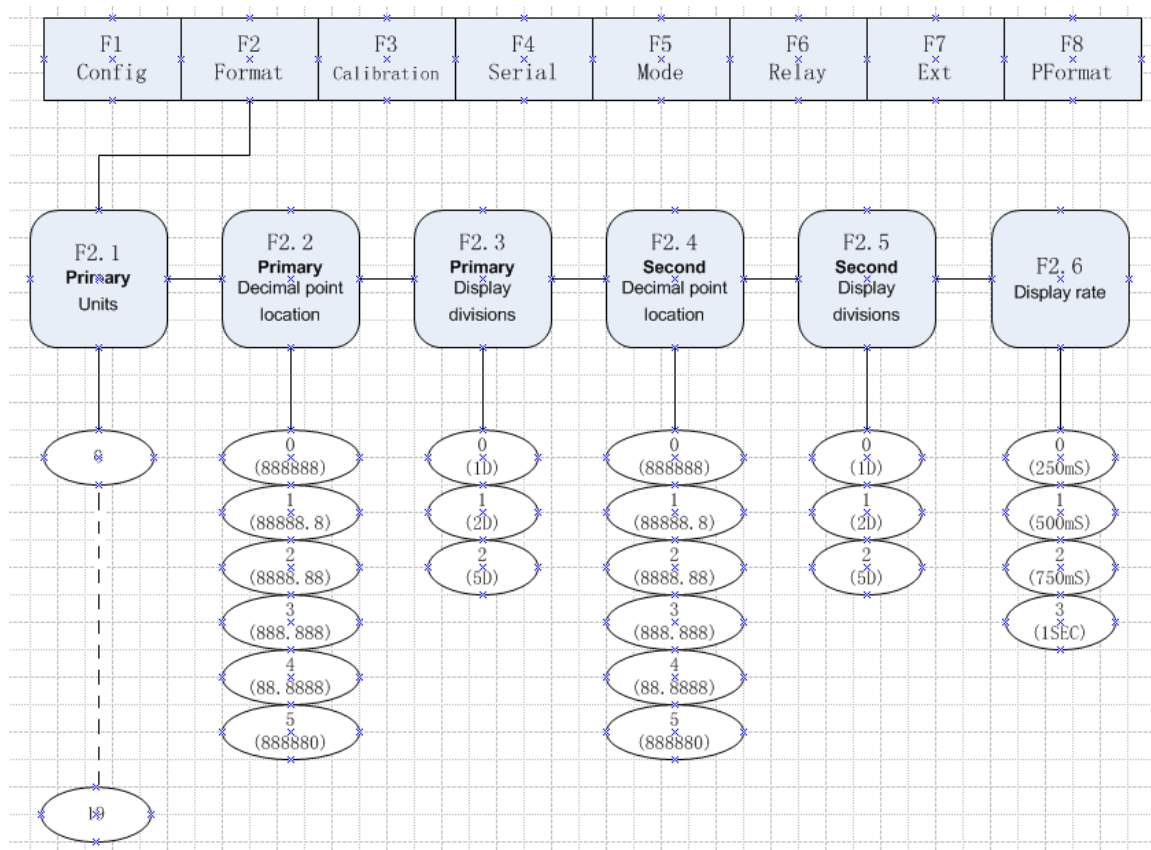 F1
Config
F2
Format
F3
Calibration
F4
Serial
F5
Mode
F6
Relay
F7
Ext
F8
PFormat
F2.1
Primary
Units
F2.2
Primary
Decimal point
location
F2.3
Primary
Display
divisions
F2.4
Second
Decimal point
location
F2.5
Second
Display
divisions
F2.6
Display rate
0
(888888)
1
(88888.8)
2
(8888.88)
3
(888.888)
4
(88.8888)
5
(888880)
0
(1D)
1
(2D)
2
(5D)
0
(888888)
1
(88888.8)
2
(8888.88)
3
(888.888)
4
(88.8888)
5
(888880)
0
(1D)
1
(2D)
2
(5D)
0
(250mS)
1
(500mS)
2
(750mS)
3
(1SEC)
19